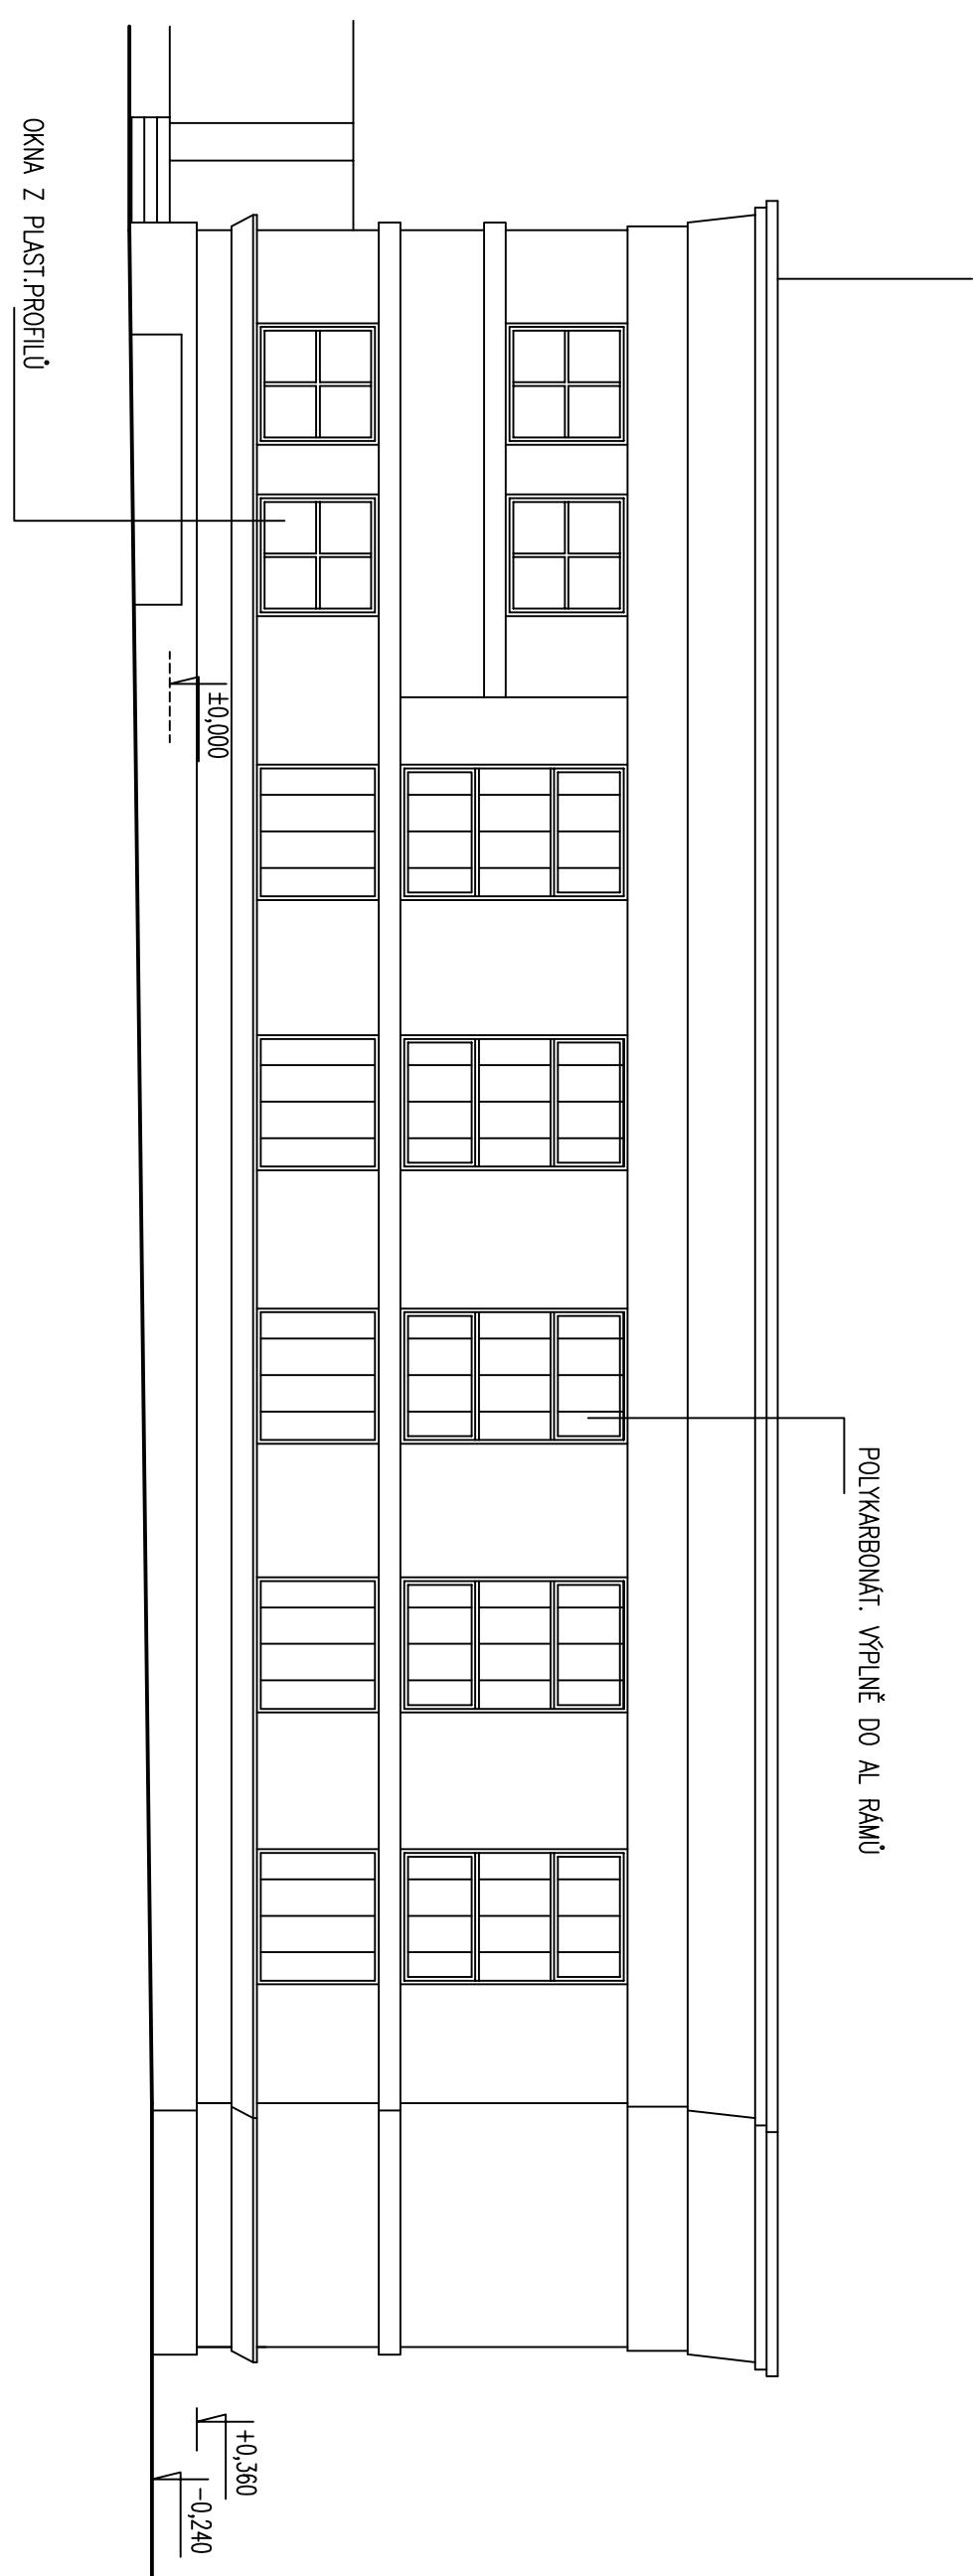 POLYKARBONÁT. VÝPLNĚ DO AL RÁMŮ
±0,000
+0,360
-0,240
OKNA Z PLAST.PROFILŮ